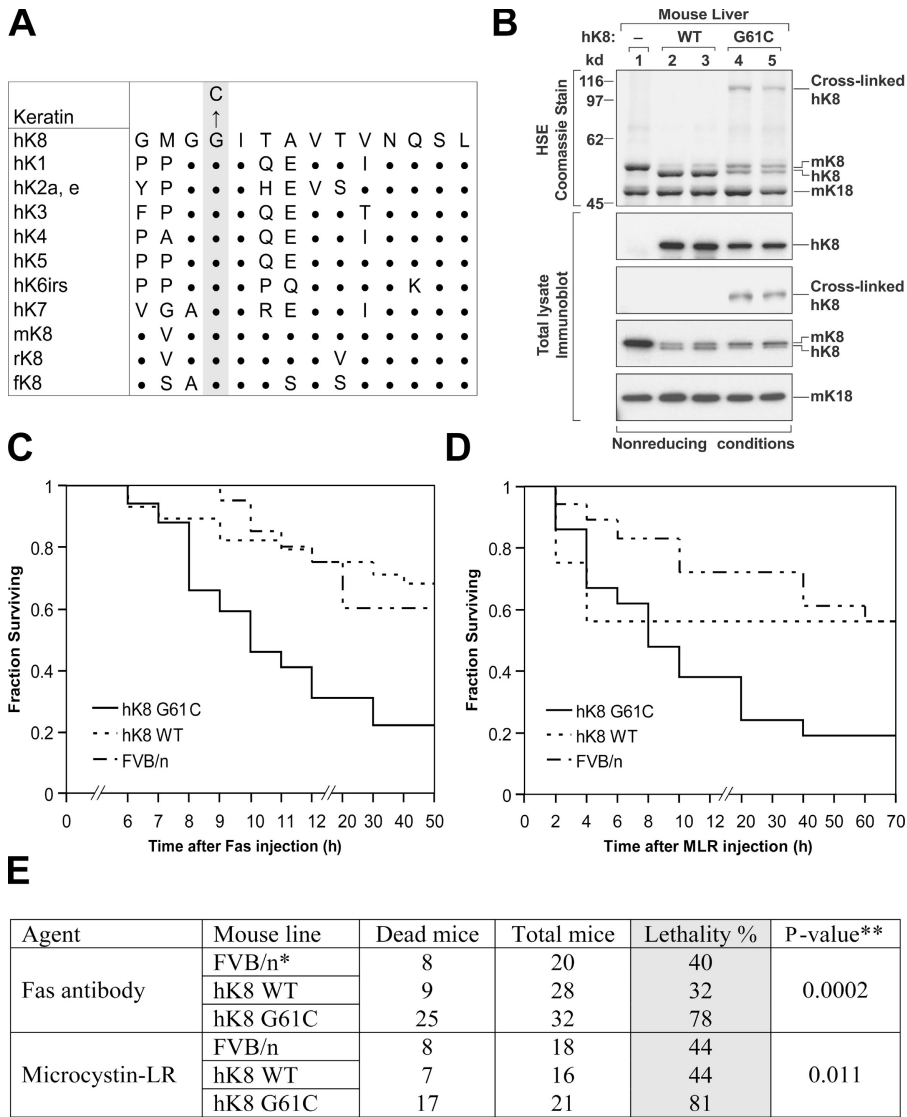 A
C
Keratin ↑
hK8 G M G G I T A V T V N Q S L
hK1 P P • • • Q E • • I • • • •
hK2a, e Y P • • • H E V S • • • • •
hK3 F P • • • Q E • • T • • • •
hK4 P A • • • Q E • • I • • • •
hK5 P P • • • Q E • • • • • • •
hK6irs P P • • • P Q • • • • K • •
hK7 V G A • • R E • • I • • • •
mK8 • V • • • • • • • • • • • •
rK8 • V • • • • • • V • • • • •
fK8 • S A • • • S • S • • • • •
B
Mouse Liver
hK8: – WT G61C
kd 1 2 3 4 5
HSE
Coomassie Stain
116
97
62
45
Cross-linked
hK8
mK8
hK8
mK18
Total lysate
Immunoblot
hK8
Cross-linked
hK8
mK8
hK8
mK18
Nonreducing conditions
C
Fraction Surviving
1
0.8
0.6
0.4
0.2
hK8 G61C
hK8 WT
FVB/n
0 6 7 8 9 10 11 12 20 30 40 50
Time after Fas injection (h)
D
Fraction Surviving
1
0.8
0.6
0.4
0.2
0
hK8 G61C
hK8 WT
FVB/n
0 2 4 6 8 10 12 20 30 40 50 60 70
Time after MLR injection (h)
E
Agent Mouse line Dead mice Total mice Lethality % P-value**
Fas antibody FVB/n* 8 20 40 0.0002
hK8 WT 9 28 32
hK8 G61C 25 32 78
Microcystin-LR FVB/n 8 18 44 0.011
hK8 WT 7 16 44
hK8 G61C 17 21 81